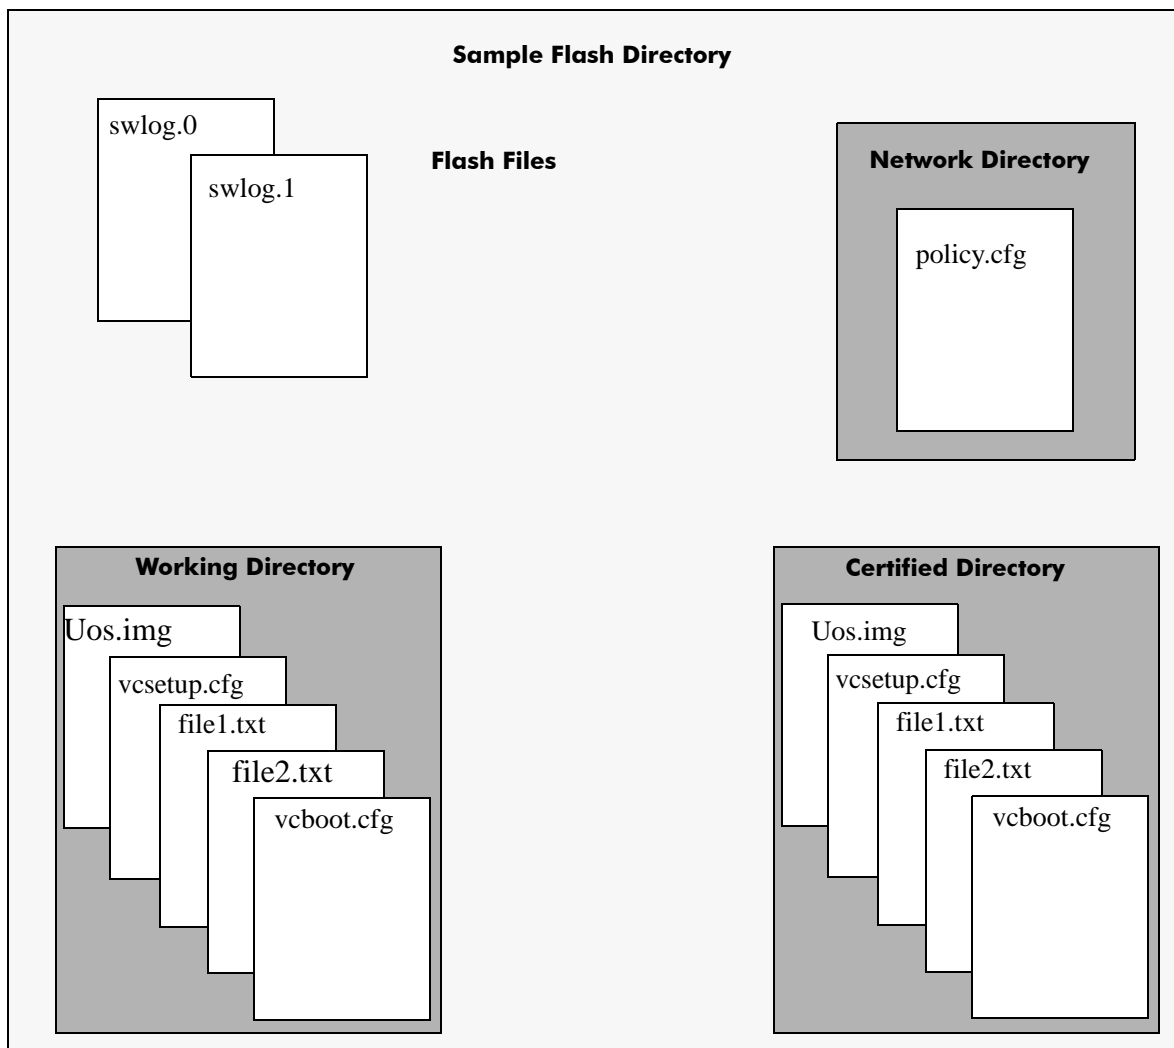 Sample Flash Directory
swlog.0
swlog.1
Flash Files
Network Directory
policy.cfg
Working Directory
Uos.img
vcsetup.cfg
file1.txt
file2.txt
vcboot.cfg
Certified Directory
Uos.img
vcsetup.cfg
file1.txt
file2.txt
vcboot.cfg